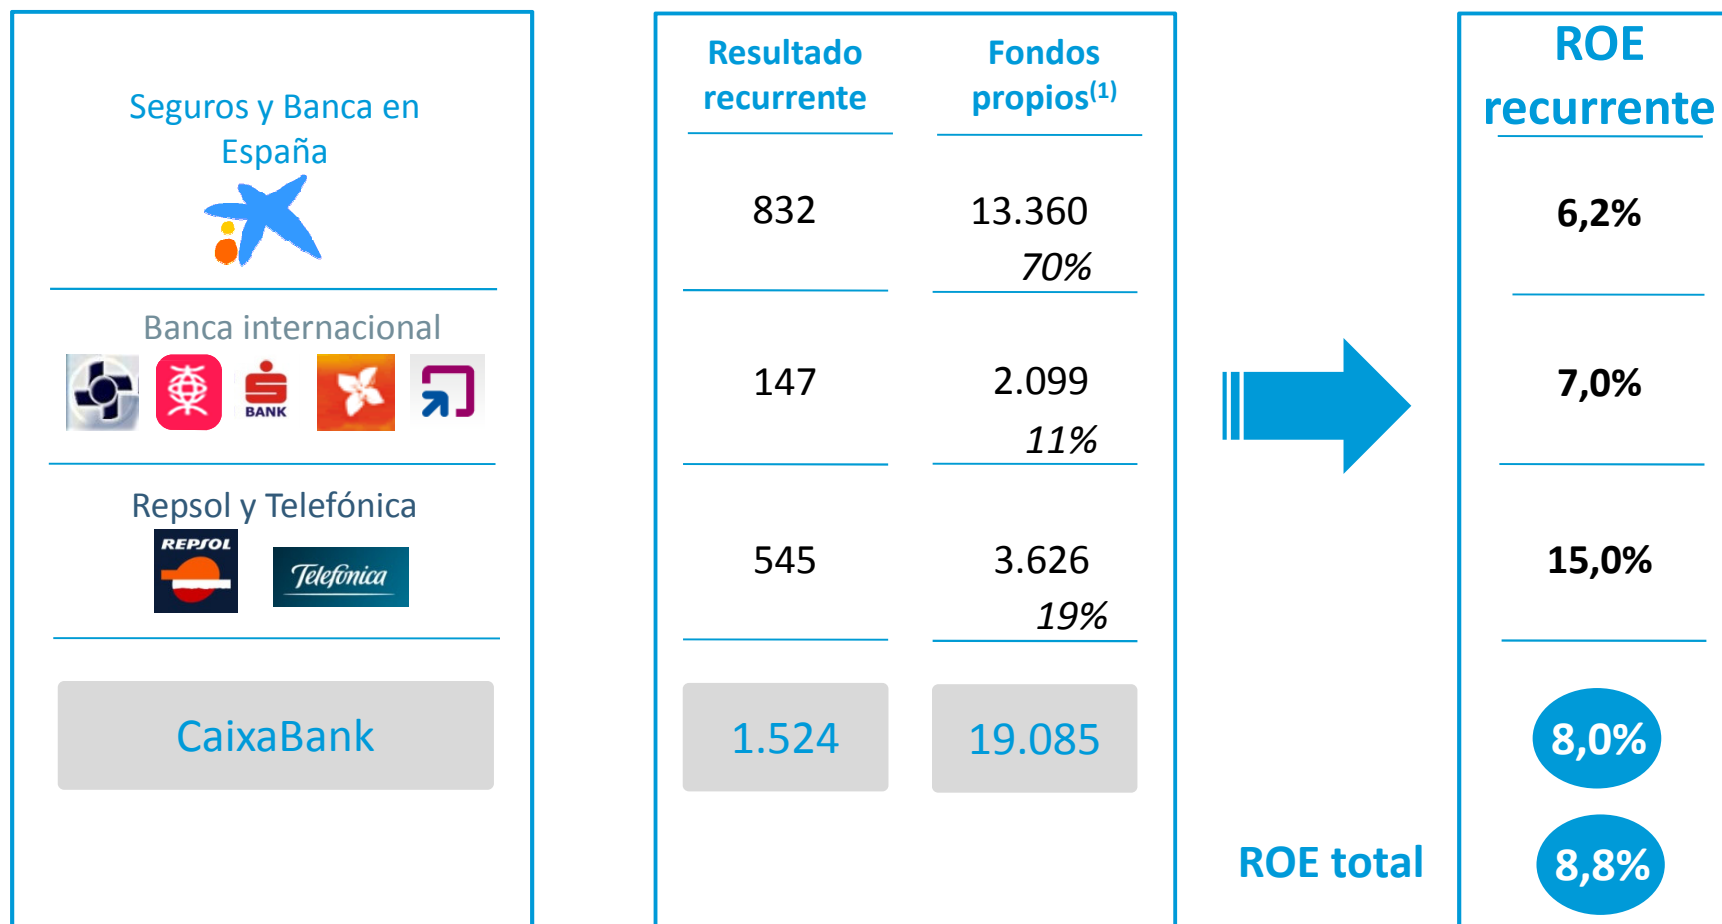 Seguros y Banca en
España
Banca internacional
BANK
Repsol y Telefónica
REPSOL
Telefónica
CaixaBank
Resultado
recurrente
Fondos
propios(1)
832
13.360
70%
147
2.099
11%
545
3.626
19%
1.524
19.085
ROE
recurrente
6,2%
7,0%
15,0%
8,0%
ROE total
8,8%